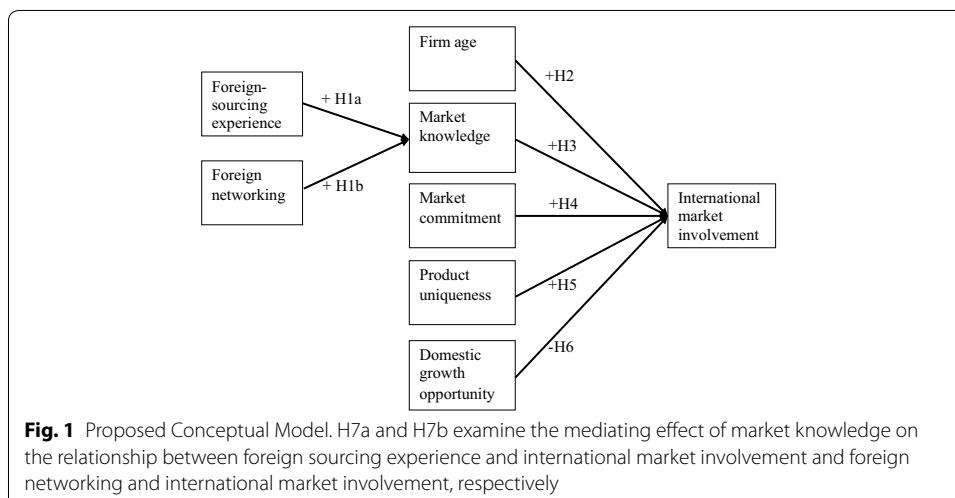 Firm age
+H2
Foreign-
sourcing
experience
+ H1a
Market
knowledge
+H3
Foreign
networking
+ H1b
Market
commitment
+H4
International
market
involvement
Product
uniqueness
+H5
Domestic
growth
opportunity
-H6
Fig. 1 Proposed Conceptual Model. H7a and H7b examine the mediating effect of market knowledge on
the relationship between foreign sourcing experience and international market involvement and foreign
networking and international market involvement, respectively